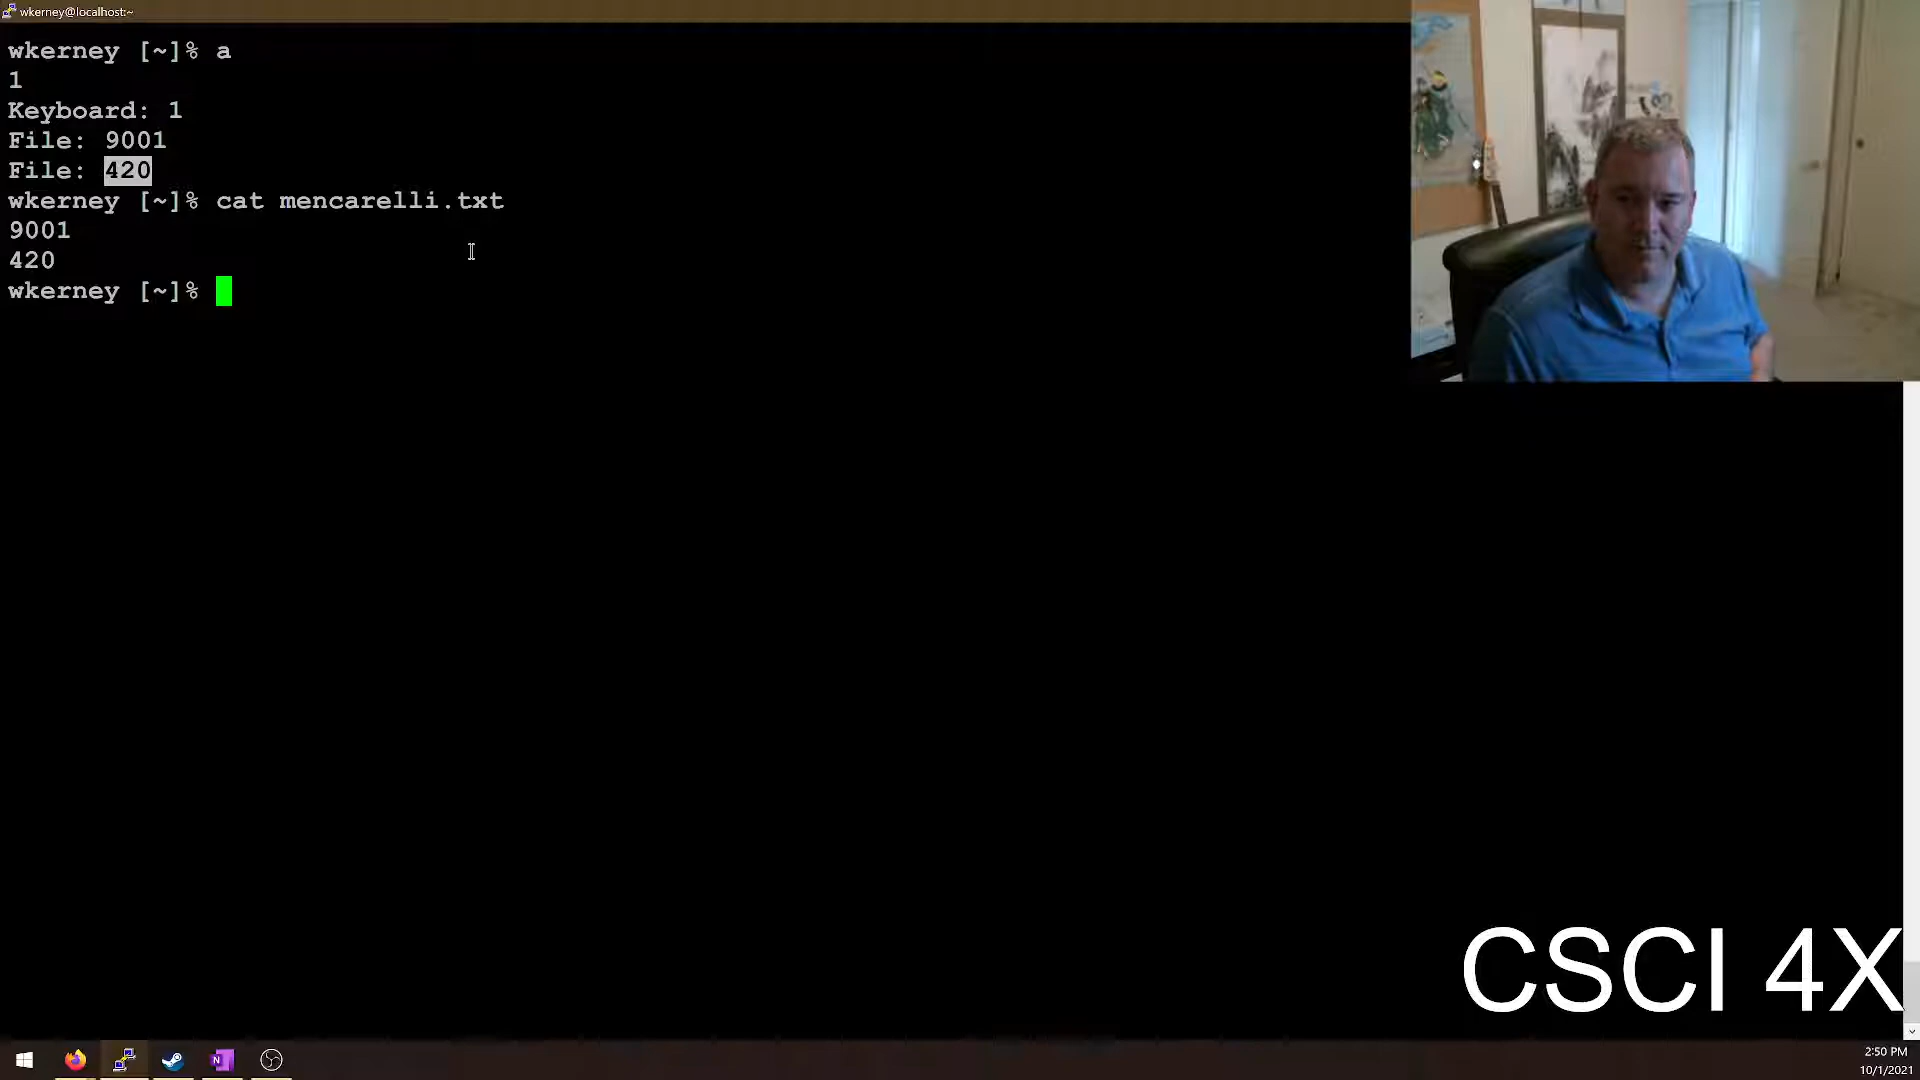 wkerney@localhost:~
wkerney [~]% a
1
Keyboard: 1
File: 9001
File: 420
wkerney [~]% cat mencarelli.txt
9001
420
wkerney [~]%
CSCI 4X
2:50 PM
10/1/2021